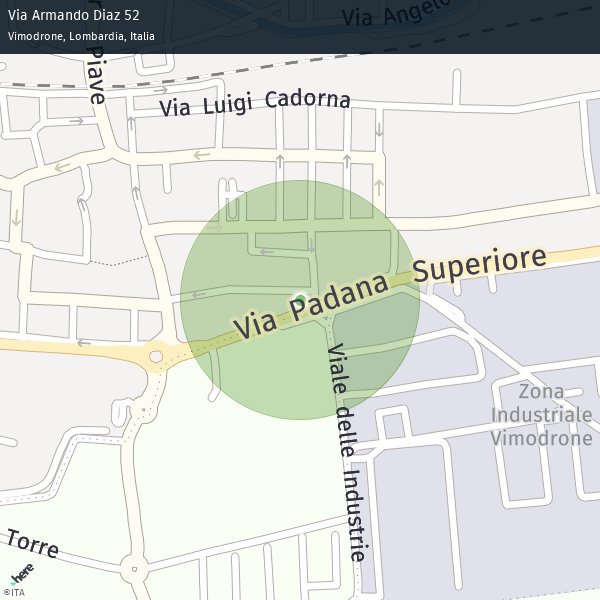 Via Armando Diaz 52
Vimodrone, Lombardia, Italia
Via Angelo
Piave
Via Luigi Cadorna
Via Padana Superiore
Viale delle Industrie
Zona
Industriale
Vimodrone
Torre
here
©ITA